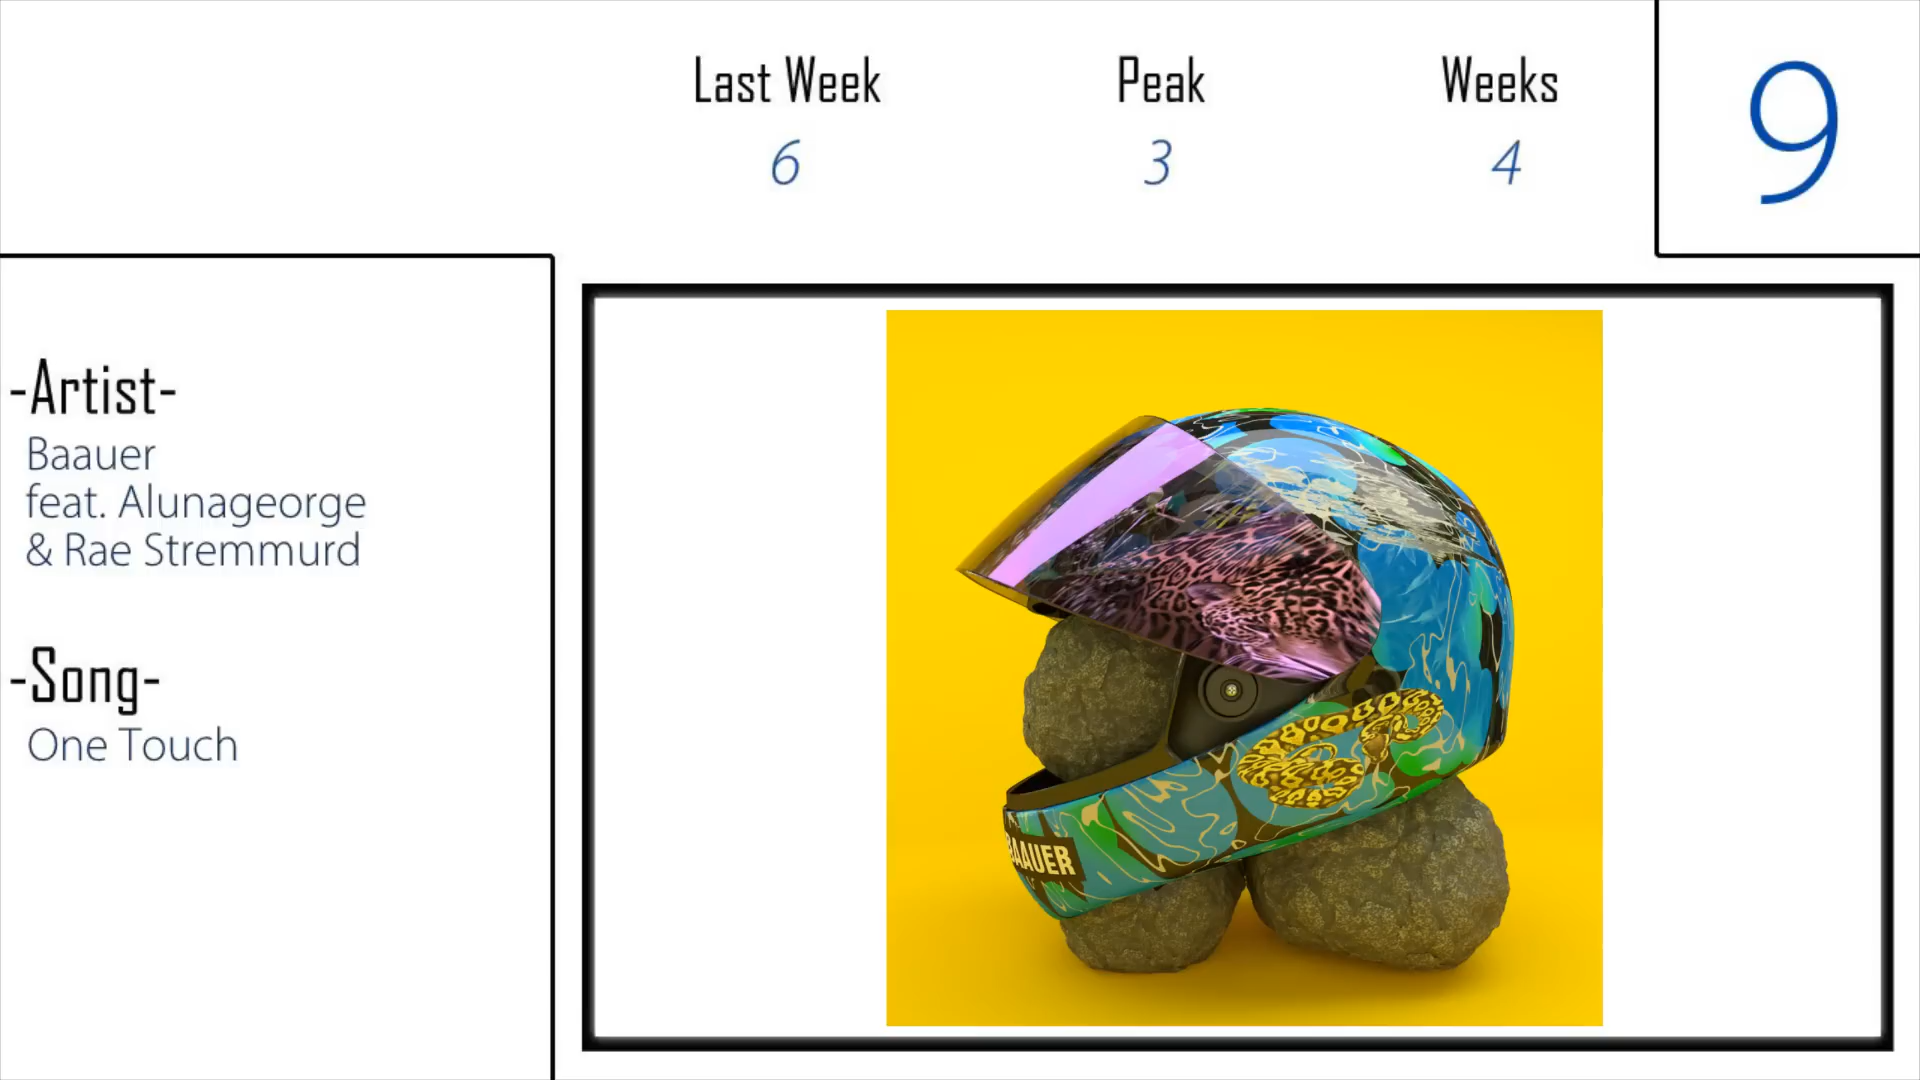 Last Week
Peak
Weeks
6
3
4
9
-Artist-
Baauer
feat. Alunageorge
& Rae Stremmurd
-Song-
One Touch
BAAUER